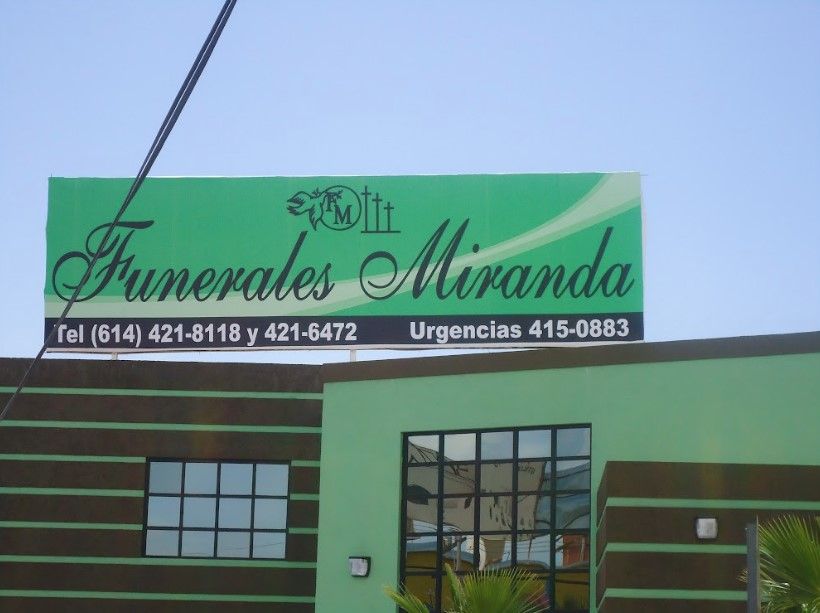 FM
Funerales Miranda
Tel (614) 421-8118 y 421-6472 Urgencias 415-0883